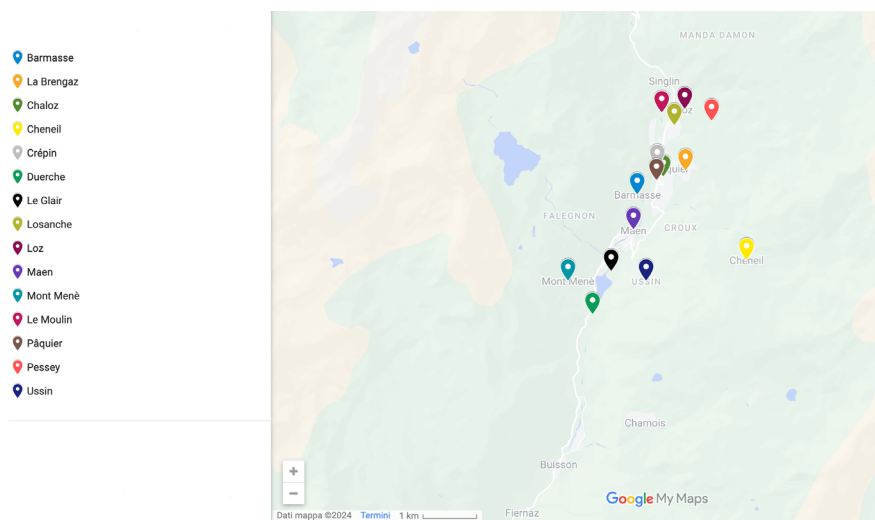 Barmasse
La Brengaz
Chaloz
Cheneil
Crépin
Duerche
Le Glair
Losanche
Loz
Maen
Mont Menè
Le Moulin
Pâquier
Pessey
Ussin
MANDA DAMON
Singlin
Barmasse
FALEGNON
CROUX
Maen
Cheneil
Mont Menè
USSIN
Chamois
Buisson
Google My Maps
Fiernaz
Dati mappa ©2024 Termini 1 km